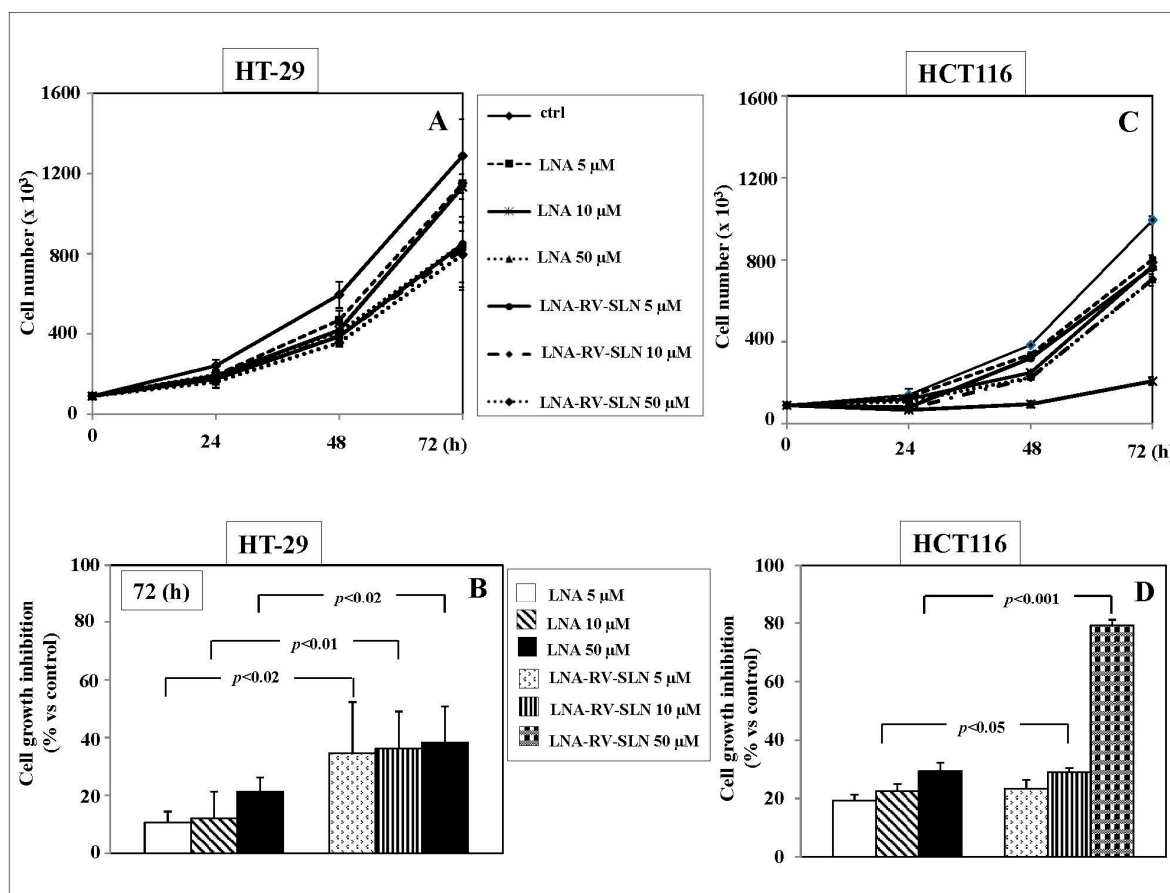 HT-29
A
1600
1200
800
400
0
Cell number (x 10³)
0 24 48 72 (h)
ctrl
LNA 5 µM
LNA 10 µM
LNA 50 µM
LNA-RV-SLN 5 µM
LNA-RV-SLN 10 µM
LNA-RV-SLN 50 µM
HCT116
C
1600
1200
800
400
0
Cell number (x 10³)
0 24 48 72 (h)
HT-29
72 (h)
B
100
80
60
40
20
0
Cell growth inhibition
(% vs control)
p<0.02
p<0.01
p<0.02
LNA 5 µM
LNA 10 µM
LNA 50 µM
LNA-RV-SLN 5 µM
LNA-RV-SLN 10 µM
LNA-RV-SLN 50 µM
HCT116
D
100
80
60
40
20
0
Cell growth inhibition
(% vs control)
p<0.001
p<0.05